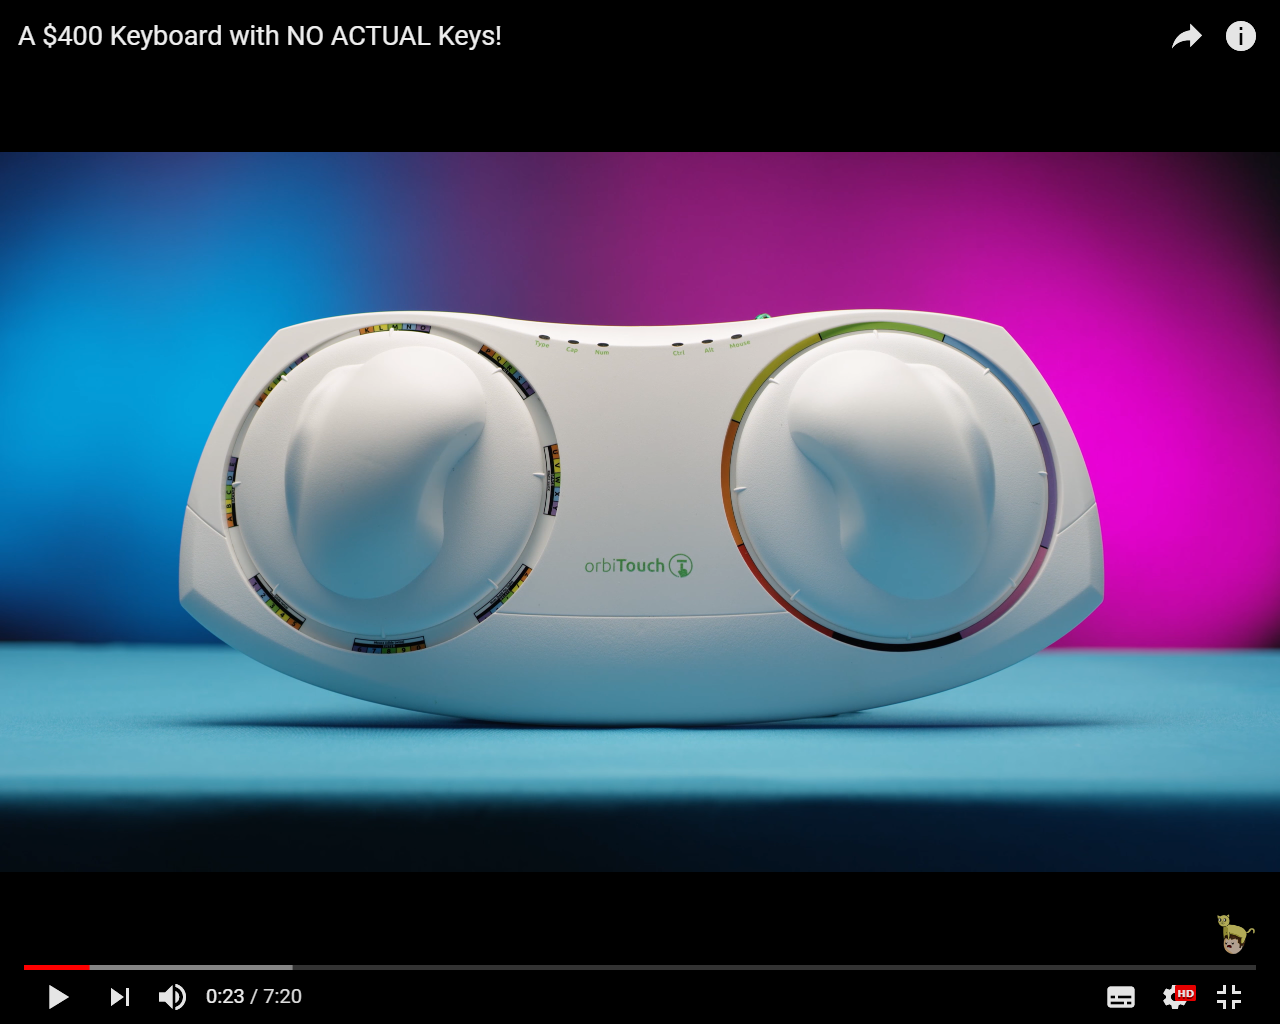 A $400 Keyboard with NO ACTUAL Keys!
K L M N O
Type Cap Num Ctrl Alt Mouse
A B C D E
U V W X Y
orbiTouch
0:23 / 7:20
HD